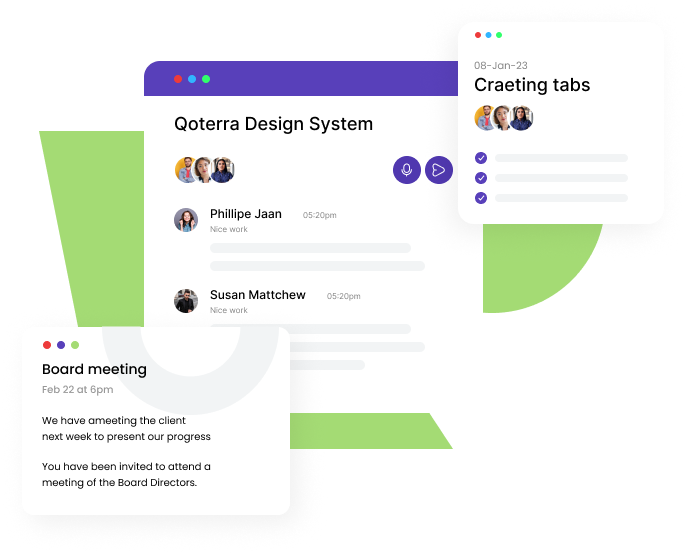 08-Jan-23
Craeting tabs
Qoterra Design System
Phillipe Jaan 05:20pm
Nice work
Susan Mattchew 05:20pm
Nice work
Board meeting
Feb 22 at 6pm
We have ameeting the client
next week to present our progress
You have been invited to attend a
meeting of the Board Directors.